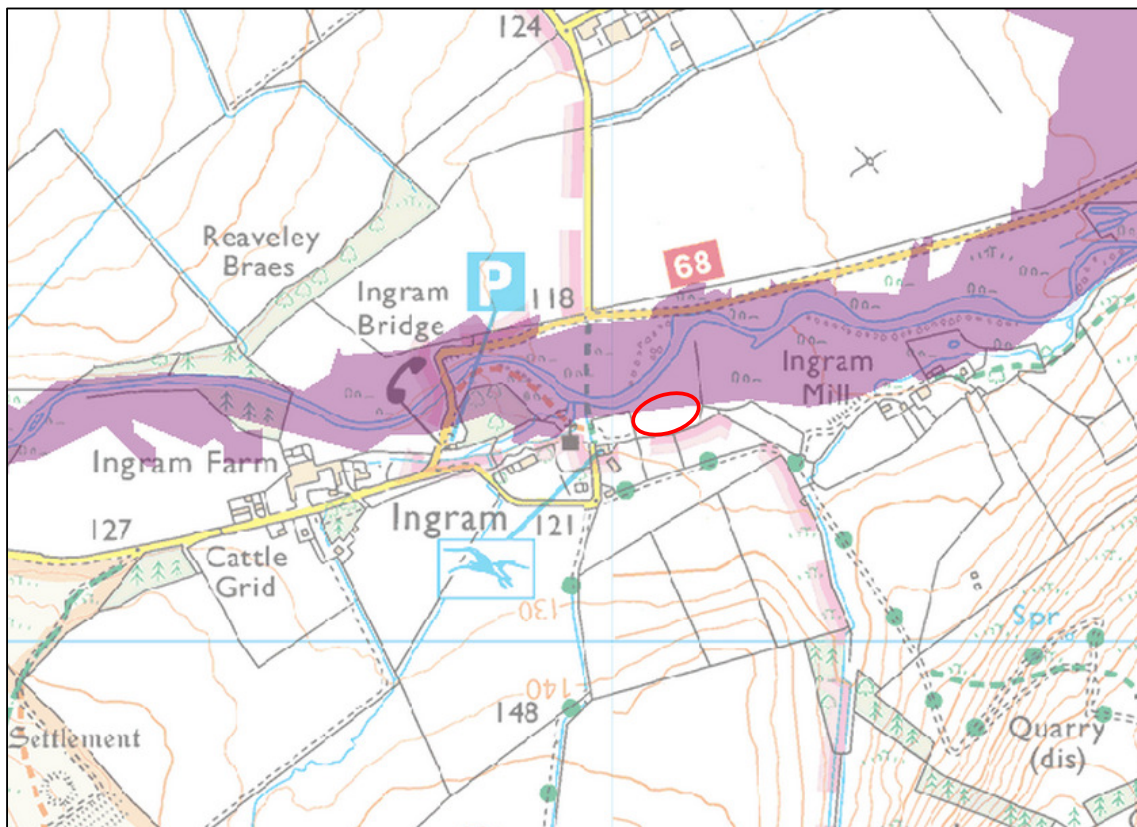 124
Reaveley
Braes
68
P
Ingram
Bridge
118
Ingram
Mill
Ingram Farm
Ingram
121
127
Cattle
Grid
130
Spr
140
148
Settlement
Quarry
(dis)